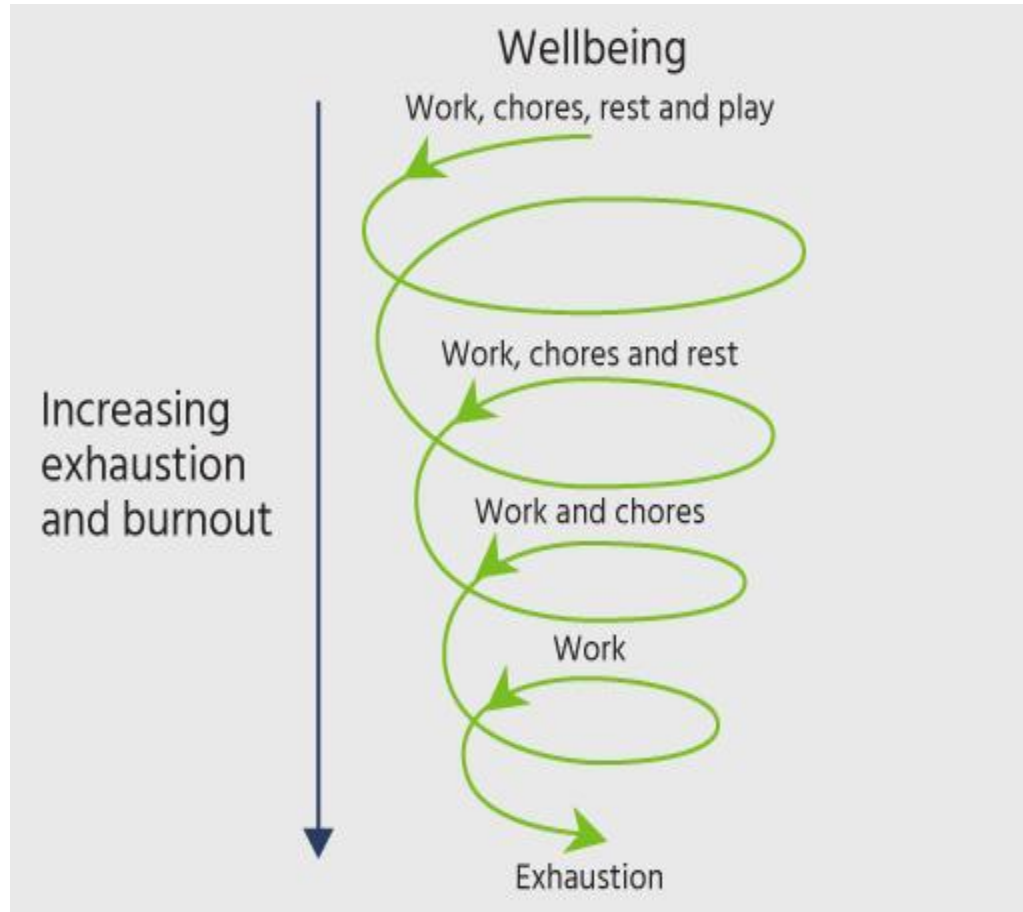 Wellbeing
Work, chores, rest and play
Work, chores and rest
Increasing
exhaustion
and burnout
Work and chores
Work
Exhaustion